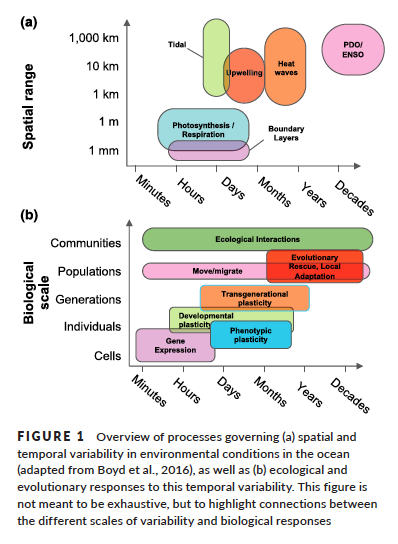 (a)
Spatial range
1,000 km
10 km
1 km
1 m
1 mm
Tidal
Upwelling
Heat
waves
PDO/
ENSO
Photosynthesis /
Respiration
Boundary
Layers
Minutes
Hours
Days
Months
Years
Decades
(b)
Biological
scale
Communities
Populations
Generations
Individuals
Cells
Ecological Interactions
Evolutionary
Rescue, Local
Adaptation
Move/migrate
Transgenerational
plasticity
Developmental
plasticity
Phenotypic
plasticity
Gene
Expression
Minutes
Hours
Days
Months
Years
Decades
FIGURE 1 Overview of processes governing (a) spatial and
temporal variability in environmental conditions in the ocean
(adapted from Boyd et al., 2016), as well as (b) ecological and
evolutionary responses to this temporal variability. This figure is
not meant to be exhaustive, but to highlight connections between
the different scales of variability and biological responses